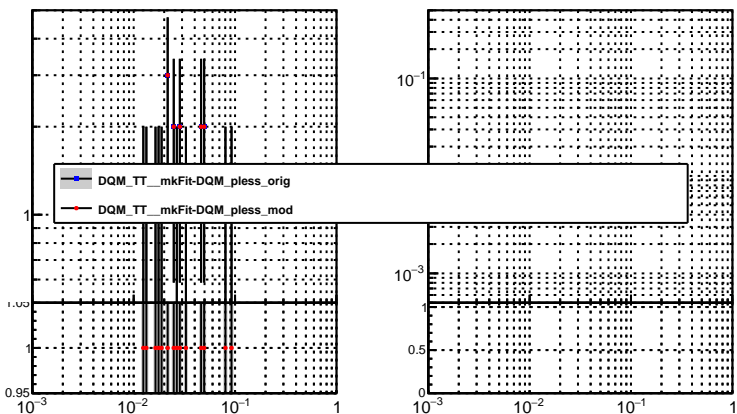 10⁻¹
DQM_TT__mkFit-DQM_pless_orig
DQM_TT__mkFit-DQM_pless_mod
1
10⁻³
1.05
1
1
0.5
0.95
0
10⁻³ 10⁻² 10⁻¹ 1
10⁻³ 10⁻² 10⁻¹ 1